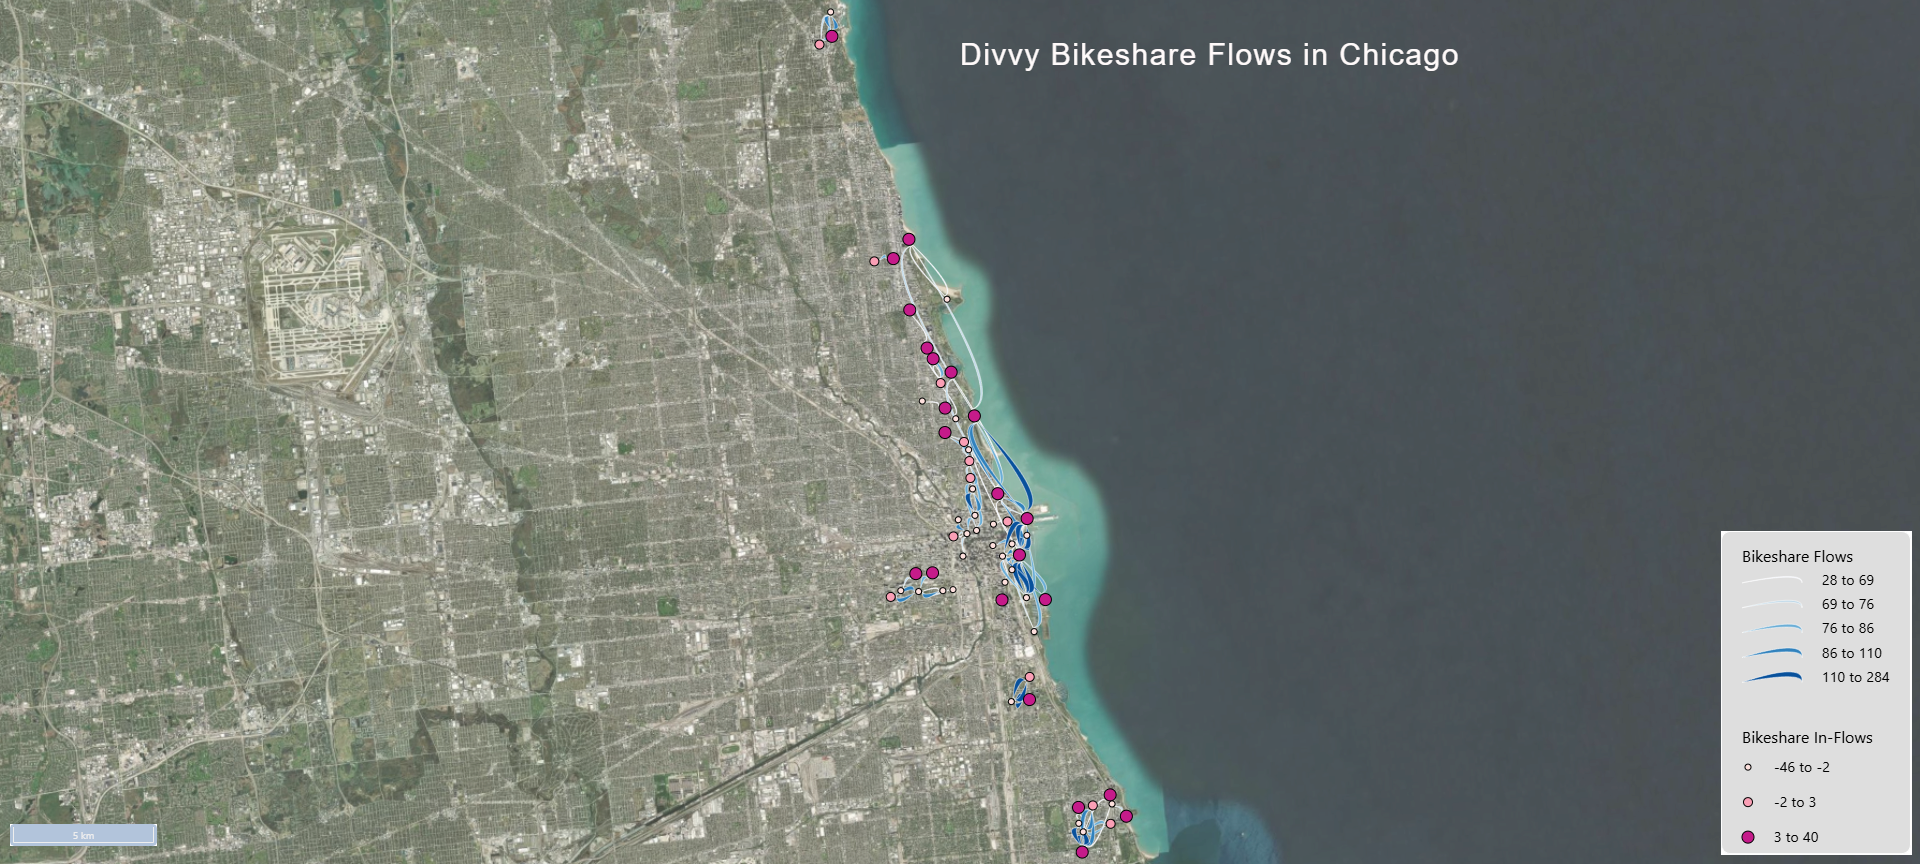 Divvy Bikeshare Flows in Chicago
Bikeshare Flows
28 to 69
69 to 76
76 to 86
86 to 110
110 to 284
Bikeshare In-Flows
-46 to -2
-2 to 3
3 to 40
5 km